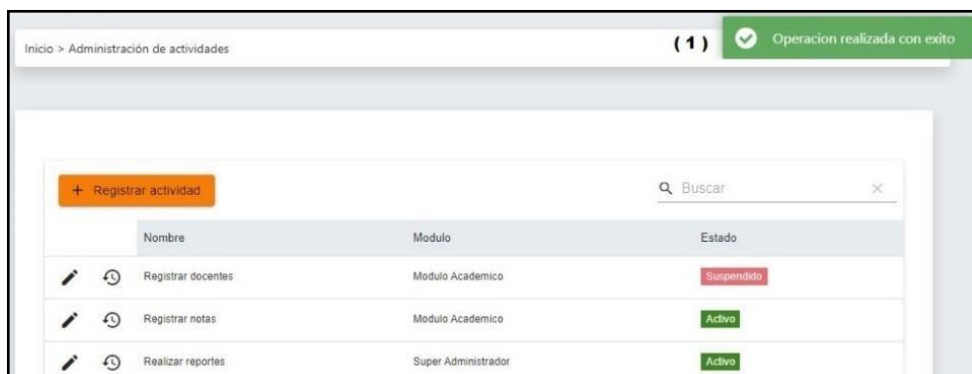 Inicio > Administración de actividades
(1)
Operacion realizada con exito
+ Registrar actividad
Buscar
Nombre Modulo Estado
Registrar docentes Modulo Academico Suspendido
Registrar notas Modulo Academico Activo
Realizar reportes Super Administrador Activo